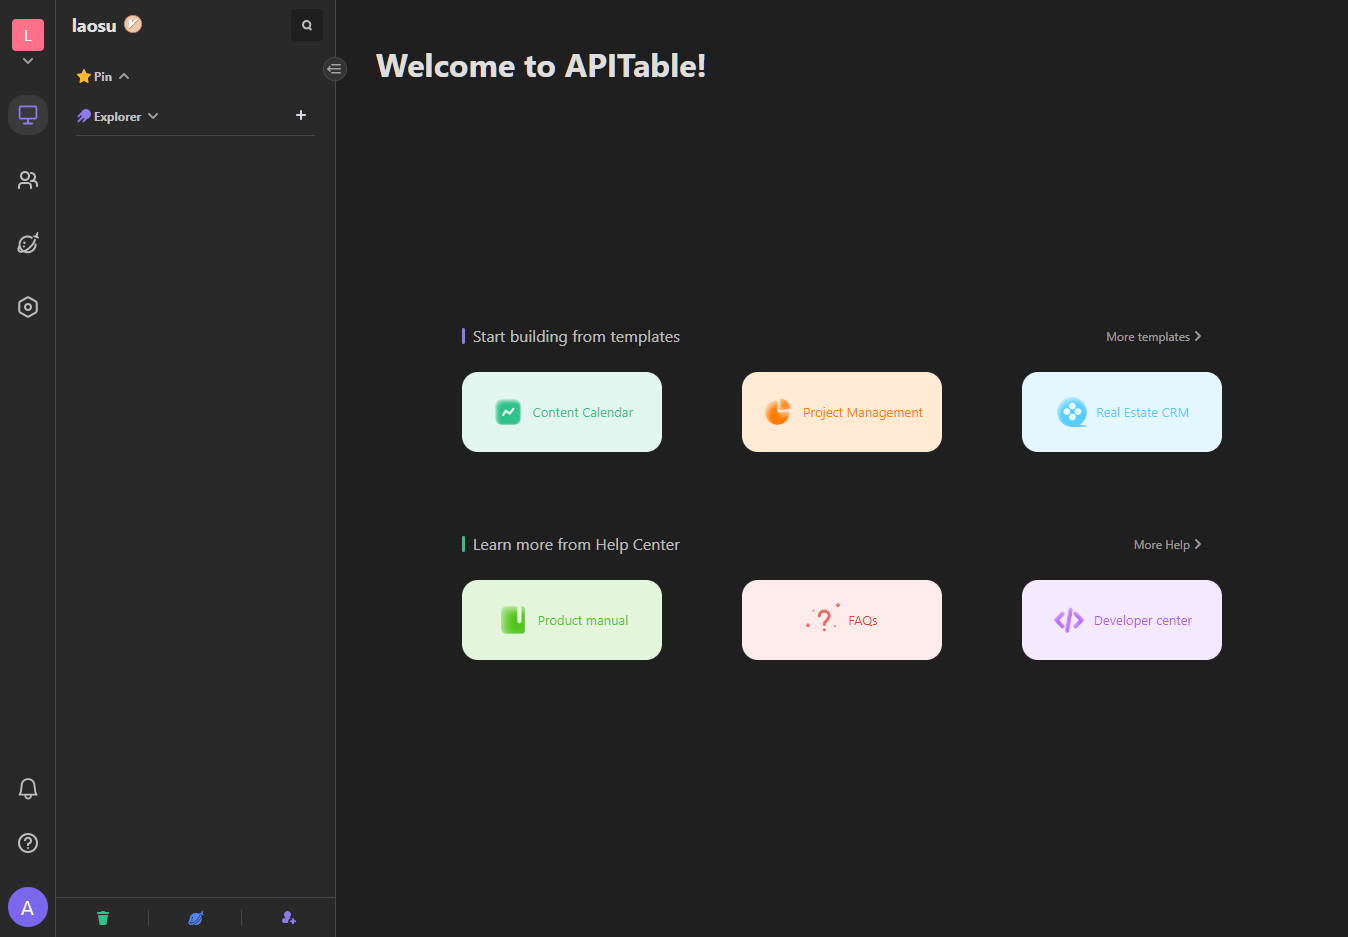 L
laosu
Pin
Explorer
Welcome to APITable!
Start building from templates
More templates
Content Calendar
Project Management
Real Estate CRM
Learn more from Help Center
More Help
Product manual
FAQs
Developer center
A